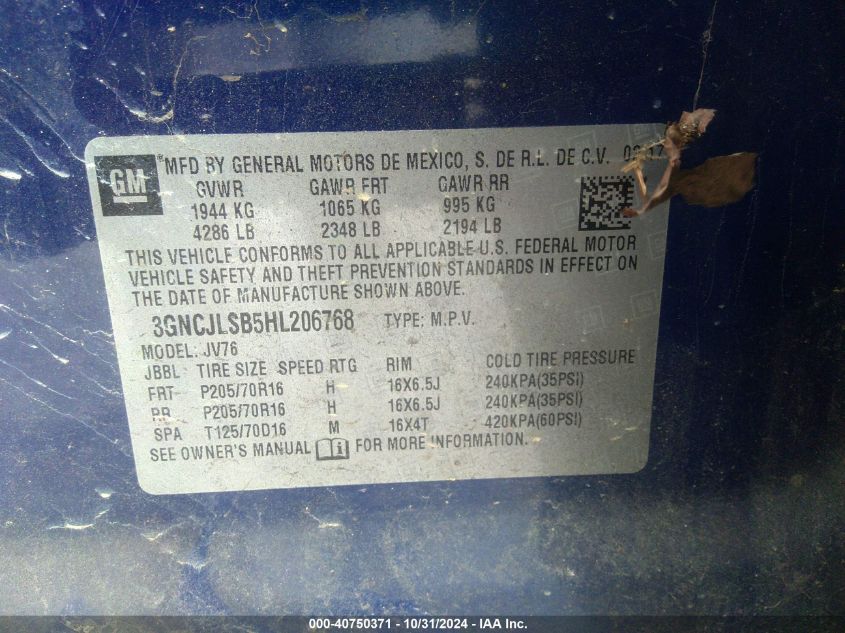 GM ® MFD BY GENERAL MOTORS DE MEXICO, S. DE R.L. DE C.V.
GVWR GAWR FRT GAWR RR
1944 KG 1065 KG 995 KG
4286 LB 2348 LB 2194 LB
THIS VEHICLE CONFORMS TO ALL APPLICABLE U.S. FEDERAL MOTOR
VEHICLE SAFETY AND THEFT PREVENTION STANDARDS IN EFFECT ON
THE DATE OF MANUFACTURE SHOWN ABOVE.
3GNCJLSB5HL206768 TYPE: M.P.V.
MODEL: JV76
JBBL TIRE SIZE SPEED RTG RIM COLD TIRE PRESSURE
FRT P205/70R16 H 16X6.5J 240KPA(35PSI)
RR P205/70R16 H 16X6.5J 240KPA(35PSI)
SPA T125/70D16 M 16X4T 420KPA(60PSI)
SEE OWNER'S MANUAL FOR MORE INFORMATION.
000-40750371 - 10/31/2024 - IAA Inc.